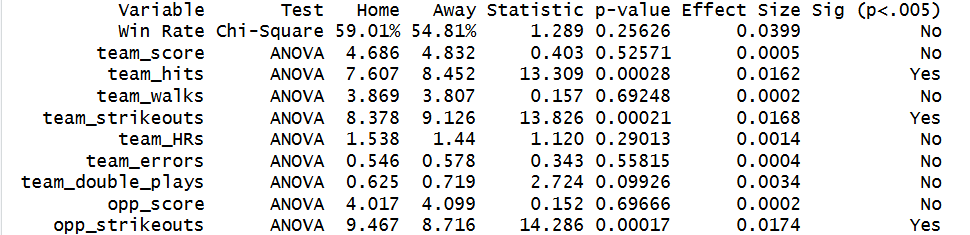 Variable Test Home Away Statistic p-value Effect Size Sig (p<.005)
Win Rate Chi-Square 59.01% 54.81% 1.289 0.25626 0.0399 No
team_score ANOVA 4.686 4.832 0.403 0.52571 0.0005 No
team_hits ANOVA 7.607 8.452 13.309 0.00028 0.0162 Yes
team_walks ANOVA 3.869 3.807 0.157 0.69248 0.0002 No
team_strikeouts ANOVA 8.378 9.126 13.826 0.00021 0.0168 Yes
team_HRs ANOVA 1.538 1.44 1.120 0.29013 0.0014 No
team_errors ANOVA 0.546 0.578 0.343 0.55815 0.0004 No
team_double_plays ANOVA 0.625 0.719 2.724 0.09926 0.0034 No
opp_score ANOVA 4.017 4.099 0.152 0.69666 0.0002 No
opp_strikeouts ANOVA 9.467 8.716 14.286 0.00017 0.0174 Yes